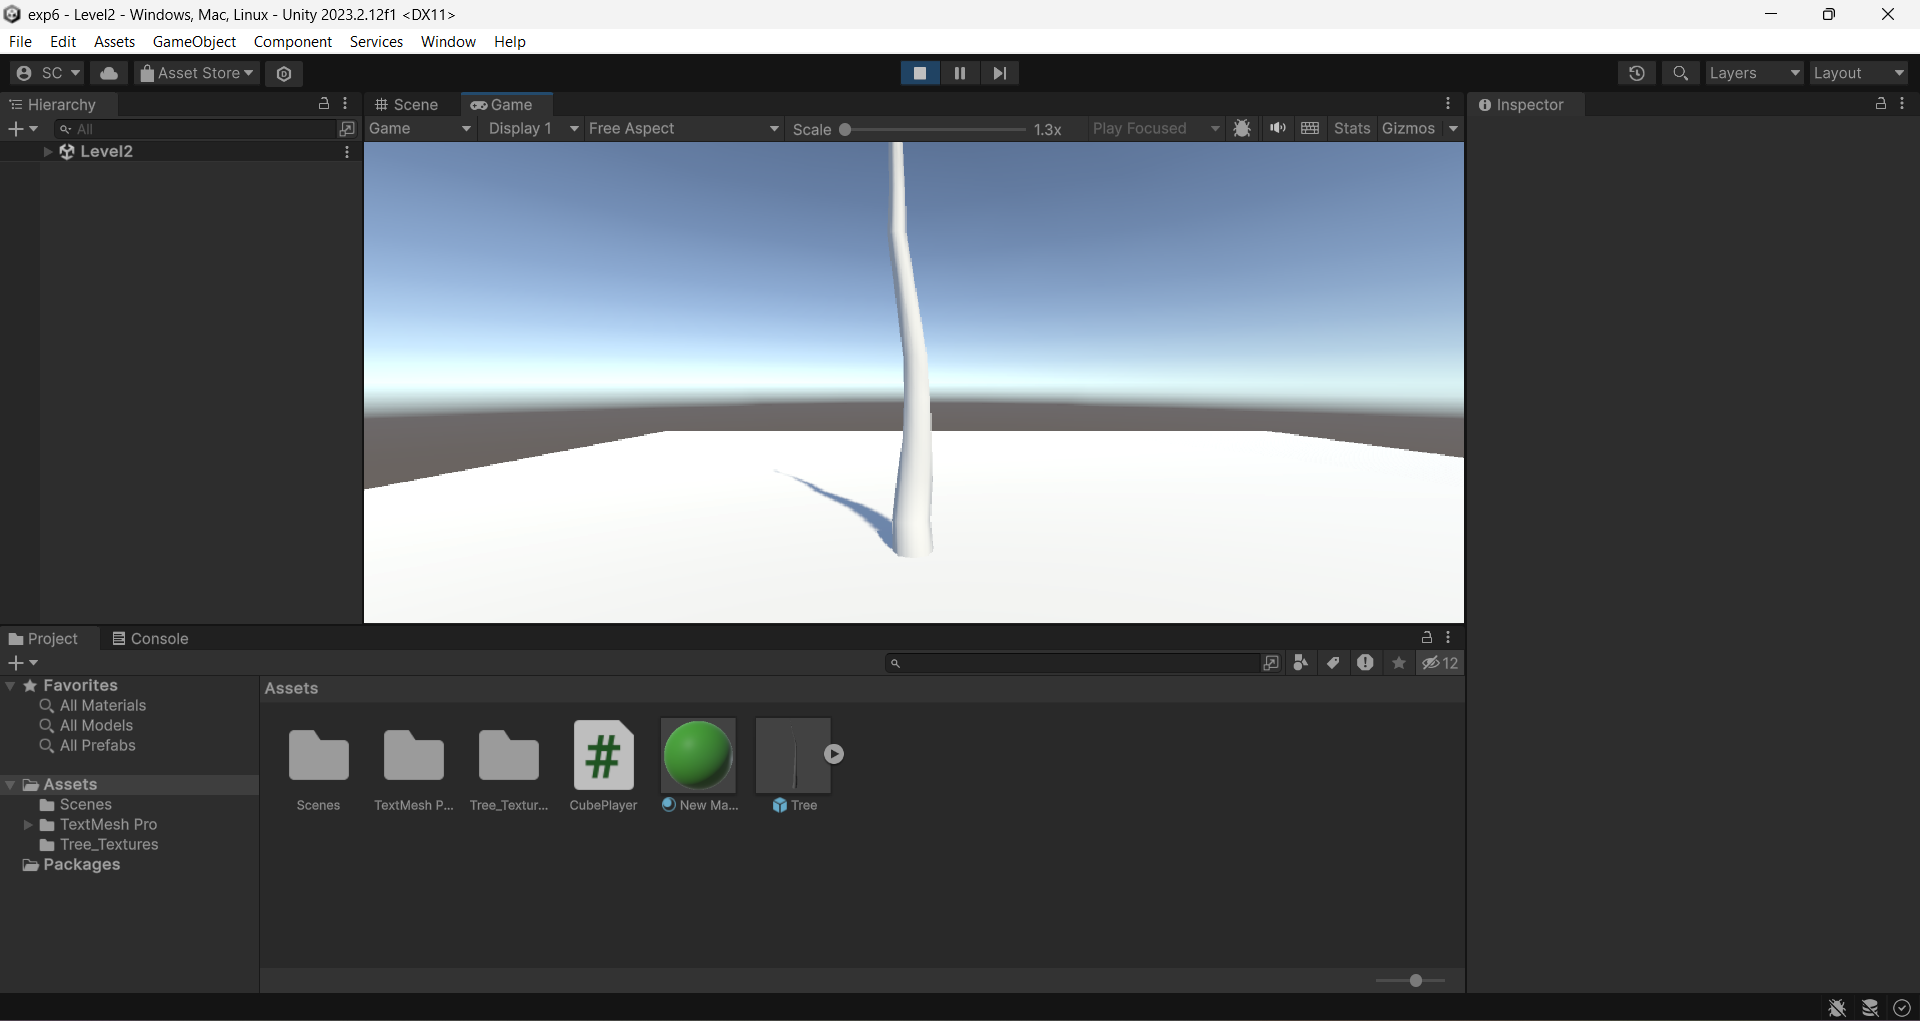 exp6 - Level2 - Windows, Mac, Linux - Unity 2023.2.12f1 <DX11>
File Edit Assets GameObject Component Services Window Help
SC Asset Store Layers Layout
Hierarchy Scene Game Inspector
All Game Display 1 Free Aspect Scale 1.3x Play Focused Stats Gizmos
Level2
Project Console
12
Favorites
All Materials
All Models
All Prefabs
Assets
Scenes
TextMesh Pro
Tree_Textures
Packages
Assets
Scenes TextMesh P... Tree_Textur... CubePlayer New Ma... Tree